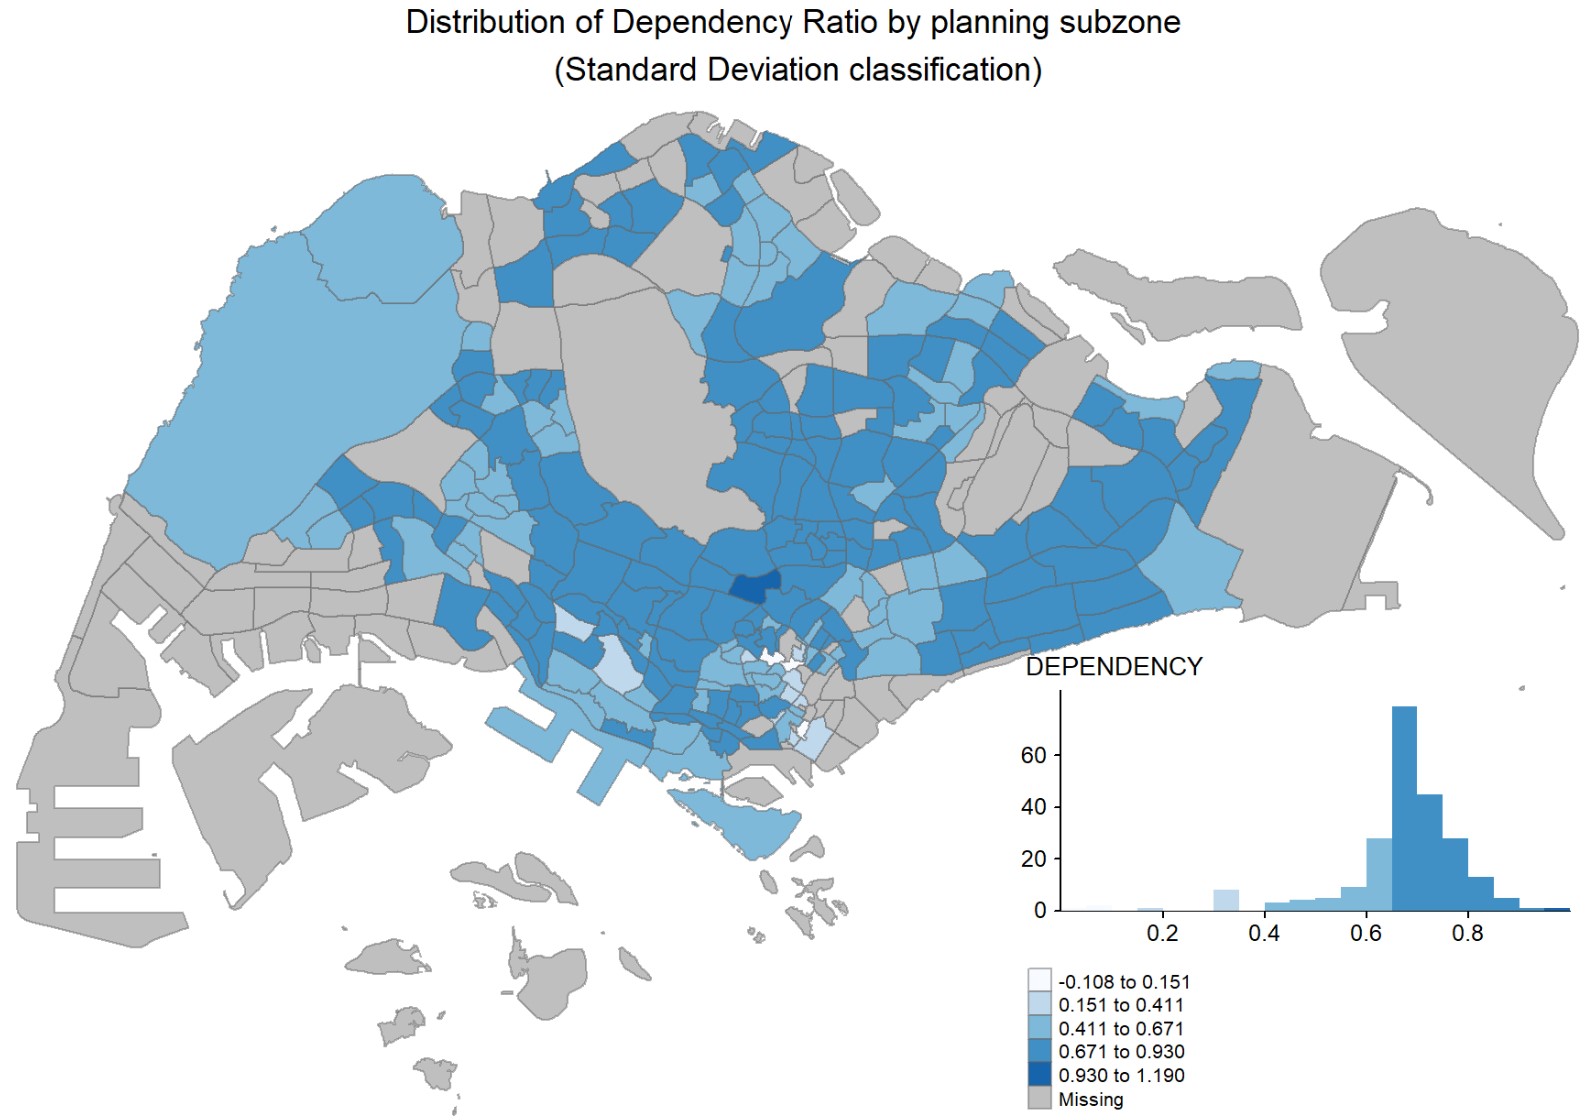 Distribution of Dependency Ratio by planning subzone
(Standard Deviation classification)
DEPENDENCY
60
40
20
0
0.2 0.4 0.6 0.8
-0.108 to 0.151
0.151 to 0.411
0.411 to 0.671
0.671 to 0.930
0.930 to 1.190
Missing